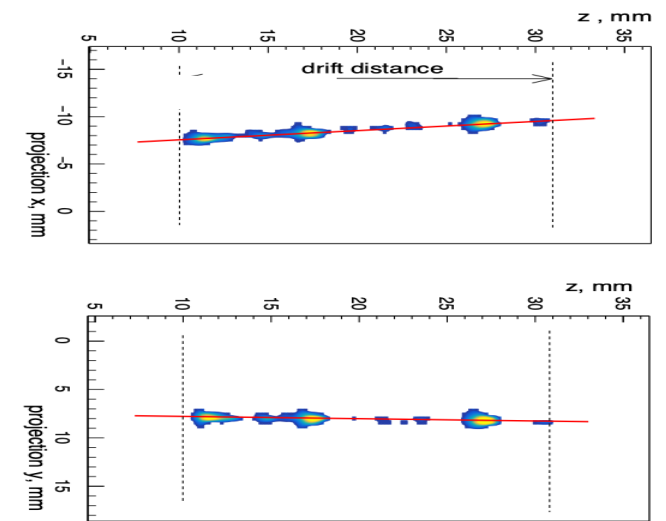 z , mm
5 10 15 20 25 30 35
drift distance
-15
-10
-5
0
projection x, mm
z, mm
5 10 15 20 25 30 35
0
5
10
15
projection y, mm